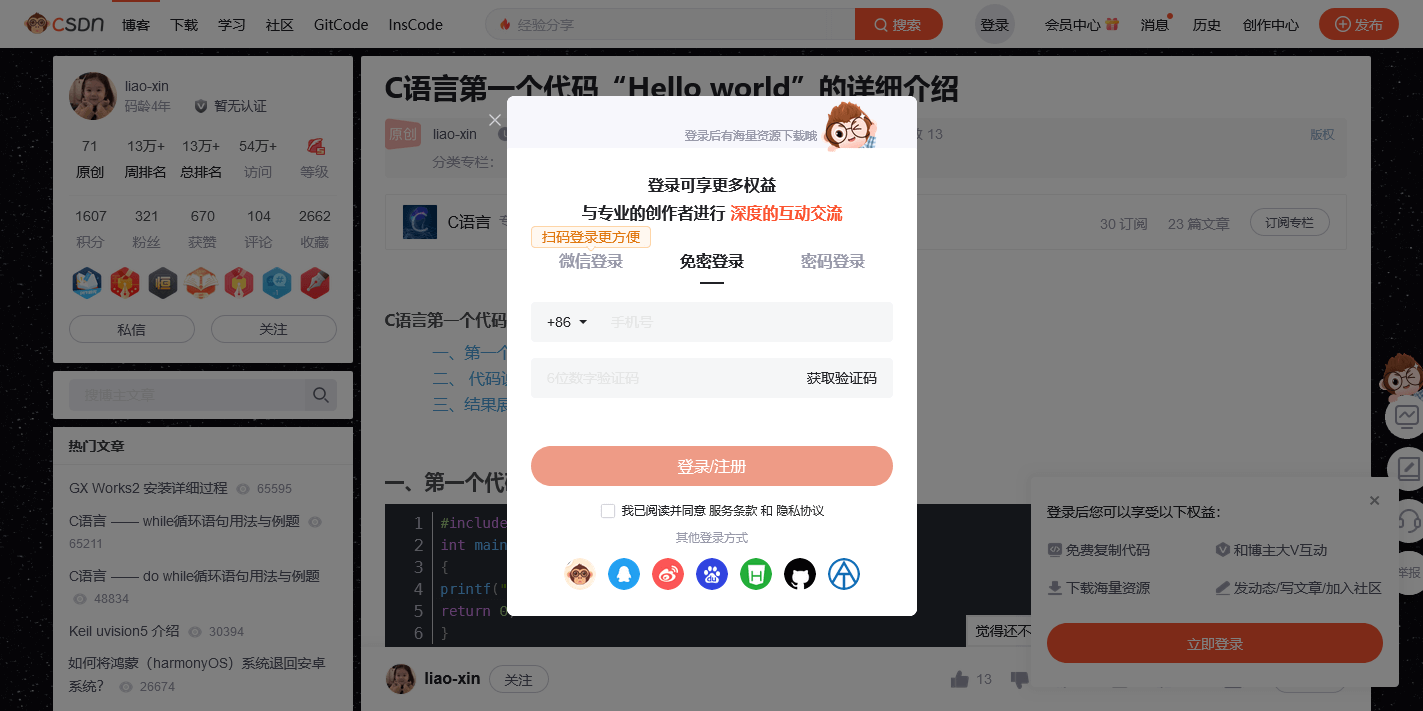 CSDN 博客 下载 学习 社区 GitCode InsCode 经验分享 搜索 登录 会员中心 消息 历史 创作中心 发布
liao-xin
码龄4年 暂无认证
71 13万+ 13万+ 54万+
原创 周排名 总排名 访问 等级
1607 321 670 104 2662
积分 粉丝 获赞 评论 收藏
私信 关注
搜博主文章
热门文章
GX Works2 安装详细过程 65595
C语言 —— while循环语句用法与例题
65211
C语言 —— do while循环语句用法与例题
48834
Keil uvision5 介绍 30394
如何将鸿蒙（harmonyOS）系统退回安卓
系统? 26674
C语言第一个代码“Hello world”的详细介绍
原创 liao-xin 13 版权
分类专栏：
C语言 30 订阅 23 篇文章 订阅专栏
C语言第一个代码
一、第一个
二、 代码
三、结果展
一、第一个代
1 #include
2 int main
3 {
4 printf("
5 return 0
6 }
觉得还不
liao-xin 关注 13
登录后有海量资源下载哦
登录可享更多权益
与专业的创作者进行 深度的互动交流
扫码登录更方便
微信登录 免密登录 密码登录
+86 手机号
6位数字验证码 获取验证码
登录/注册
我已阅读并同意 服务条款 和 隐私协议
其他登录方式
登录后您可以享受以下权益：
免费复制代码 和博主大V互动
下载海量资源 发动态/写文章/加入社区
立即登录
举报